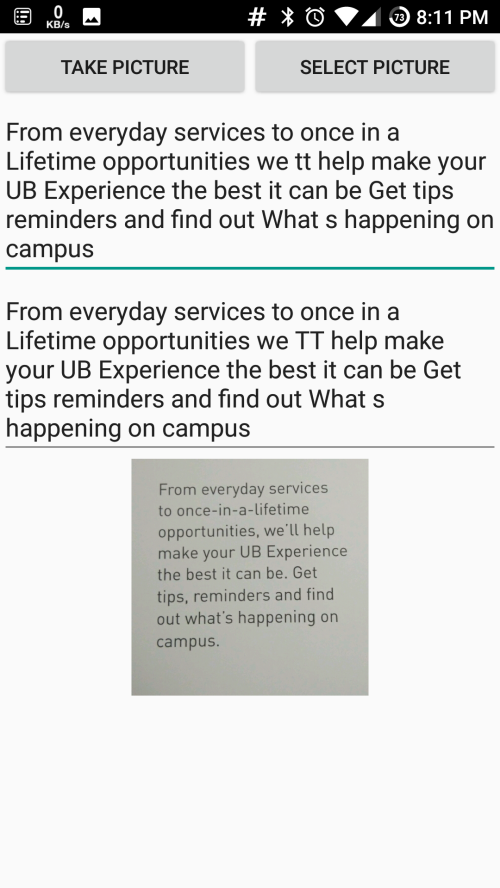 0
KB/s
73
8:11 PM
TAKE PICTURE
SELECT PICTURE
From everyday services to once in a
Lifetime opportunities we tt help make your
UB Experience the best it can be Get tips
reminders and find out What s happening on
campus
From everyday services to once in a
Lifetime opportunities we TT help make
your UB Experience the best it can be Get
tips reminders and find out What s
happening on campus
From everyday services
to once-in-a-lifetime
opportunities, we'll help
make your UB Experience
the best it can be. Get
tips, reminders and find
out what's happening on
campus.